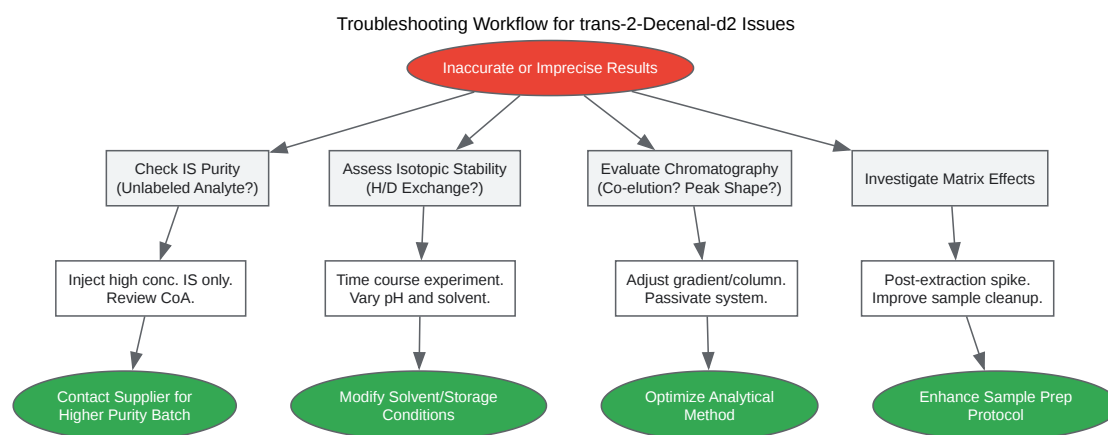 Troubleshooting Workflow for trans-2-Decenal-d2 Issues
Inaccurate or Imprecise Results
Check IS Purity
(Unlabeled Analyte?)
Assess Isotopic Stability
(H/D Exchange?)
Evaluate Chromatography
(Co-elution? Peak Shape?)
Investigate Matrix Effects
Inject high conc. IS only.
Review CoA.
Time course experiment.
Vary pH and solvent.
Adjust gradient/column.
Passivate system.
Post-extraction spike.
Improve sample cleanup.
Contact Supplier for
Higher Purity Batch
Modify Solvent/Storage
Conditions
Optimize Analytical
Method
Enhance Sample Prep
Protocol